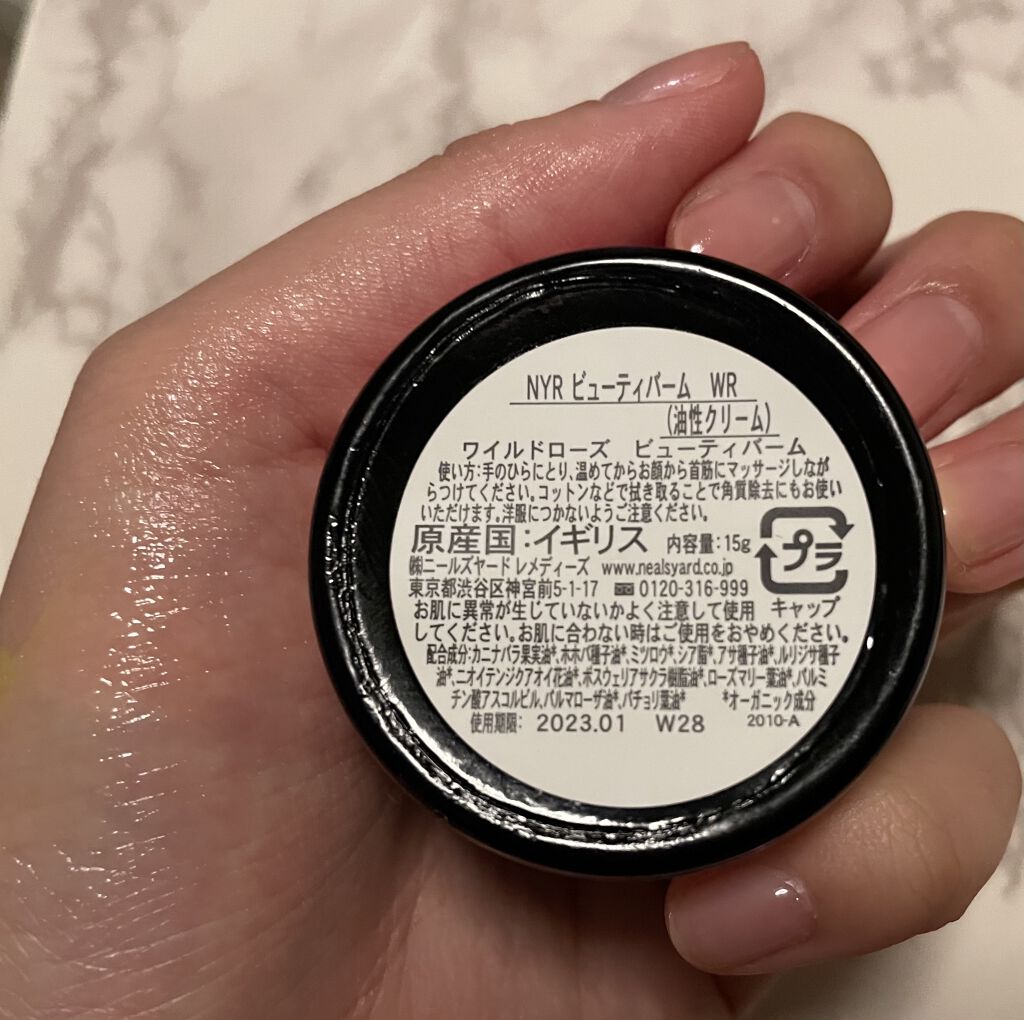 NYR ビューティバーム WR
(油性クリーム)
ワイルドローズ ビューティバーム
使い方:手のひらにとり、温めてからお顔から首筋にマッサージしなが
らつけてください。コットンなどで拭き取ることで角質除去にもお使い
いただけます。洋服につかないようご注意ください。
原産国:イギリス 内容量:15g
プラ
㈱ニールズヤード レメディーズ www.nealsyard.co.jp
東京都渋谷区神宮前5-1-17 0120-316-999
お肌に異常が生じていないかよく注意して使用 キャップ
してください。お肌に合わない時はご使用をおやめください。
配合成分:カニナバラ果実油*、ホホバ種子油*、ミツロウ*、シア脂*、アサ種子油*、ルリジサ種子
油*、ニオイテンジクアオイ花油*、ボスウェリアサクラ樹脂油*、ローズマリー葉油*、パルミ
チン酸アスコルビル、パルマローザ油*、パチョリ葉油* *オーガニック成分
使用期限: 2023.01 W28 2010-A